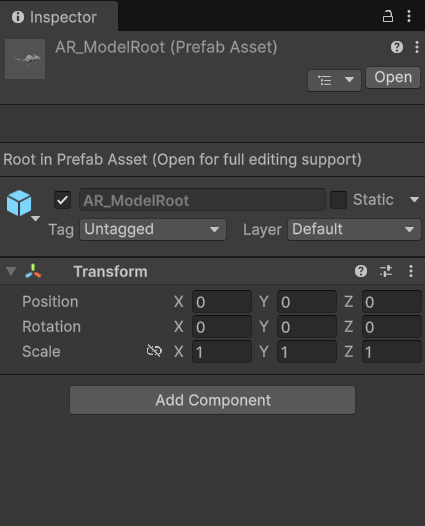 Inspector
AR_ModelRoot (Prefab Asset)
Open
Root in Prefab Asset (Open for full editing support)
AR_ModelRoot Static
Tag Untagged Layer Default
Transform
Position X 0 Y 0 Z 0
Rotation X 0 Y 0 Z 0
Scale X 1 Y 1 Z 1
Add Component